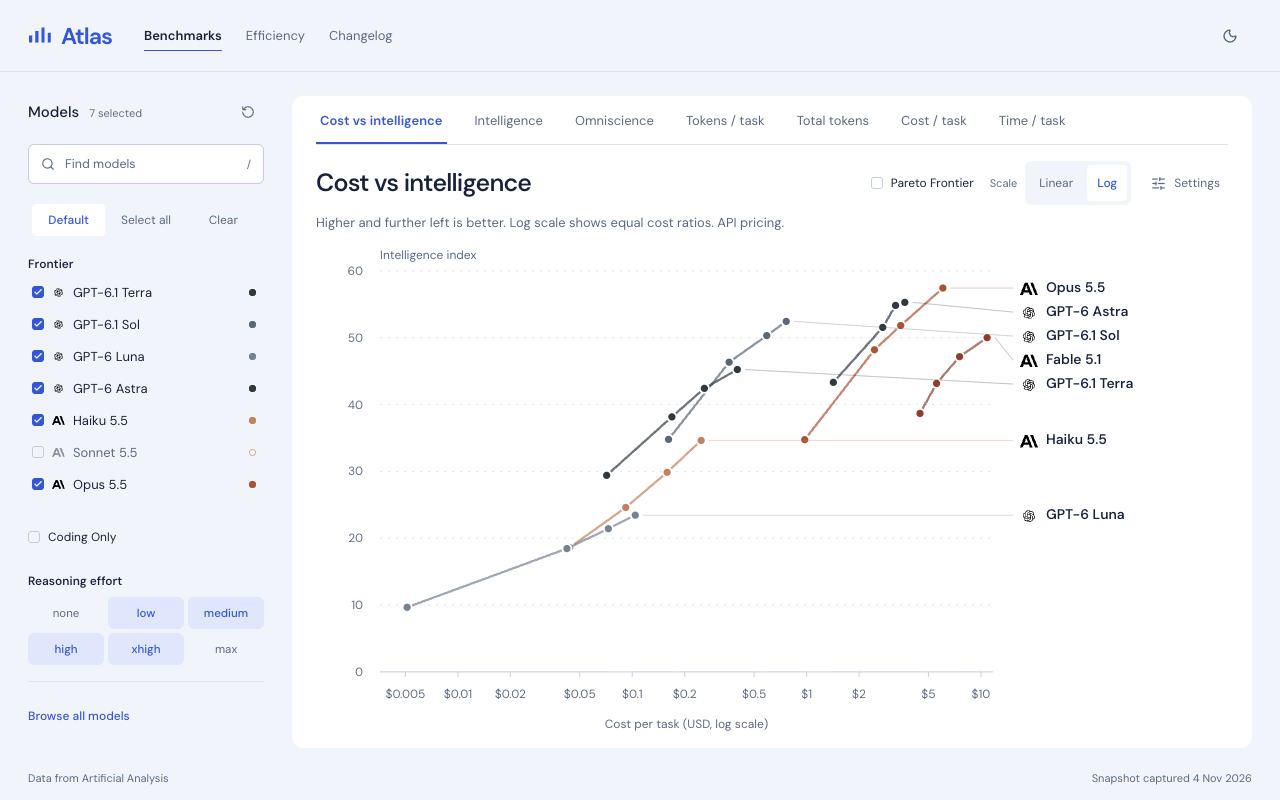 Atlas
Benchmarks
Efficiency
Changelog
Models 7 selected
Find models /
Default Select all Clear
Frontier
GPT-6.1 Terra
GPT-6.1 Sol
GPT-6 Luna
GPT-6 Astra
Haiku 5.5
Sonnet 5.5
Opus 5.5
Coding Only
Reasoning effort
none low medium
high xhigh max
Browse all models
Cost vs intelligence Intelligence Omniscience Tokens / task Total tokens Cost / task Time / task
Cost vs intelligence
Pareto Frontier Scale Linear Log Settings
Higher and further left is better. Log scale shows equal cost ratios. API pricing.
Intelligence index
60
50
40
30
20
10
0
Opus 5.5
GPT-6 Astra
GPT-6.1 Sol
Fable 5.1
GPT-6.1 Terra
Haiku 5.5
GPT-6 Luna
$0.005 $0.01 $0.02 $0.05 $0.1 $0.2 $0.5 $1 $2 $5 $10
Cost per task (USD, log scale)
Data from Artificial Analysis
Snapshot captured 4 Nov 2026